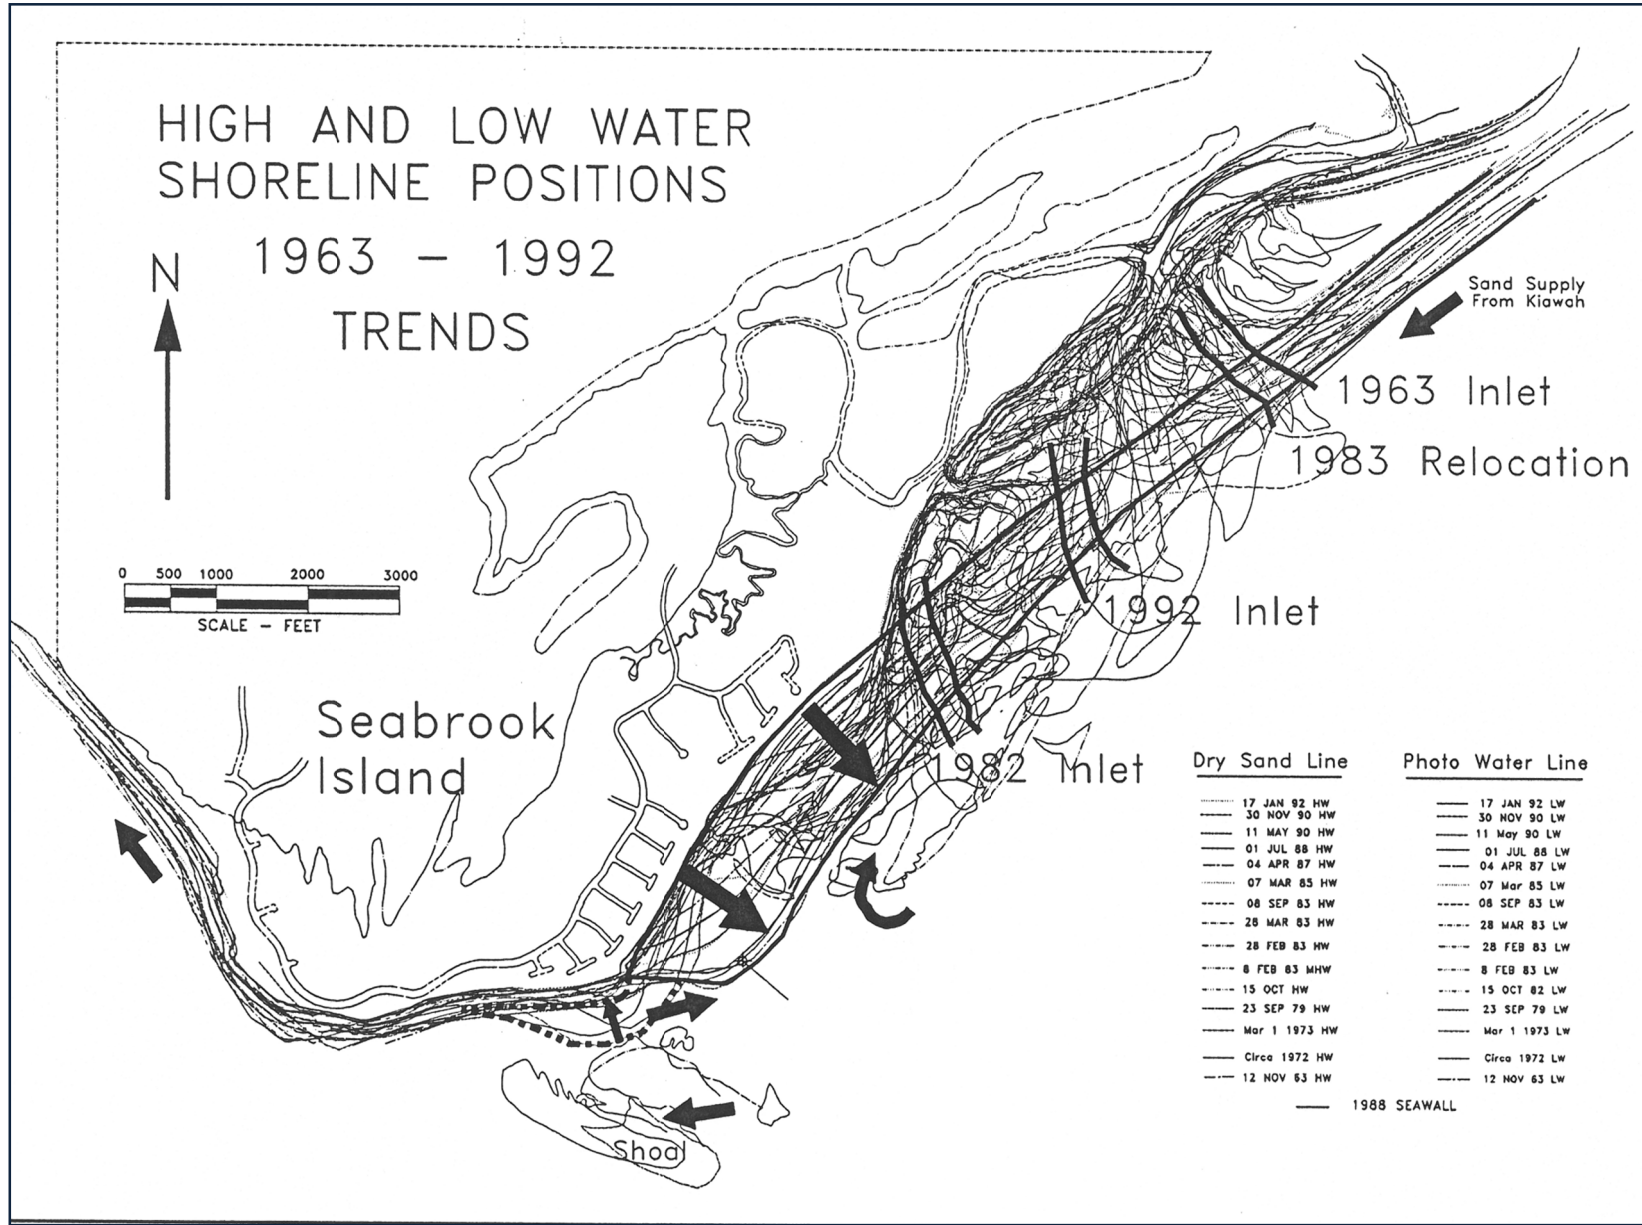 HIGH AND LOW WATER
SHORELINE POSITIONS
1963 – 1992
TRENDS
N
Sand Supply
From Kiawah
1963 Inlet
1983 Relocation
0 500 1000 2000 3000
SCALE – FEET
1992 Inlet
Seabrook
Island
1982 Inlet
Shoal
Dry Sand Line
17 JAN 92 HW
30 NOV 90 HW
11 MAY 90 HW
01 JUL 88 HW
04 APR 87 HW
07 MAR 85 HW
08 SEP 83 HW
28 MAR 83 HW
28 FEB 83 HW
8 FEB 83 MHW
15 OCT HW
23 SEP 79 HW
Mar 1 1973 HW
Circa 1972 HW
12 NOV 63 HW
Photo Water Line
17 JAN 92 LW
30 NOV 90 LW
11 May 90 LW
01 JUL 88 LW
04 APR 87 LW
07 Mar 85 LW
08 SEP 83 LW
28 MAR 83 LW
28 FEB 83 LW
8 FEB 83 LW
15 OCT 82 LW
23 SEP 79 LW
Mar 1 1973 LW
Circa 1972 LW
12 NOV 63 LW
1988 SEAWALL